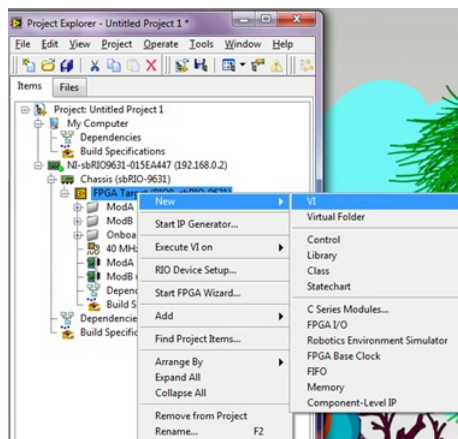 Project Explorer - Untitled Project 1 *
File Edit View Project Operate Tools Window Help
Items Files
Project: Untitled Project 1
My Computer
Dependencies
Build Specifications
NI-sbRIO9631-015EA447 (192.168.0.2)
Chassis (sbRIO-9631)
FPGA Target (RIO0, sbRIO-9631)
ModA
ModB
Onboa
40 MH
ModA
ModB
Depen
Build S
Dependencie
Build Specific
New
Start IP Generator...
Execute VI on
RIO Device Setup...
Start FPGA Wizard...
Add
Find Project Items...
Arrange By
Expand All
Collapse All
Remove from Project
Rename... F2
VI
Virtual Folder
Control
Library
Class
Statechart
C Series Modules...
FPGA I/O
Robotics Environment Simulator
FPGA Base Clock
FIFO
Memory
Component-Level IP